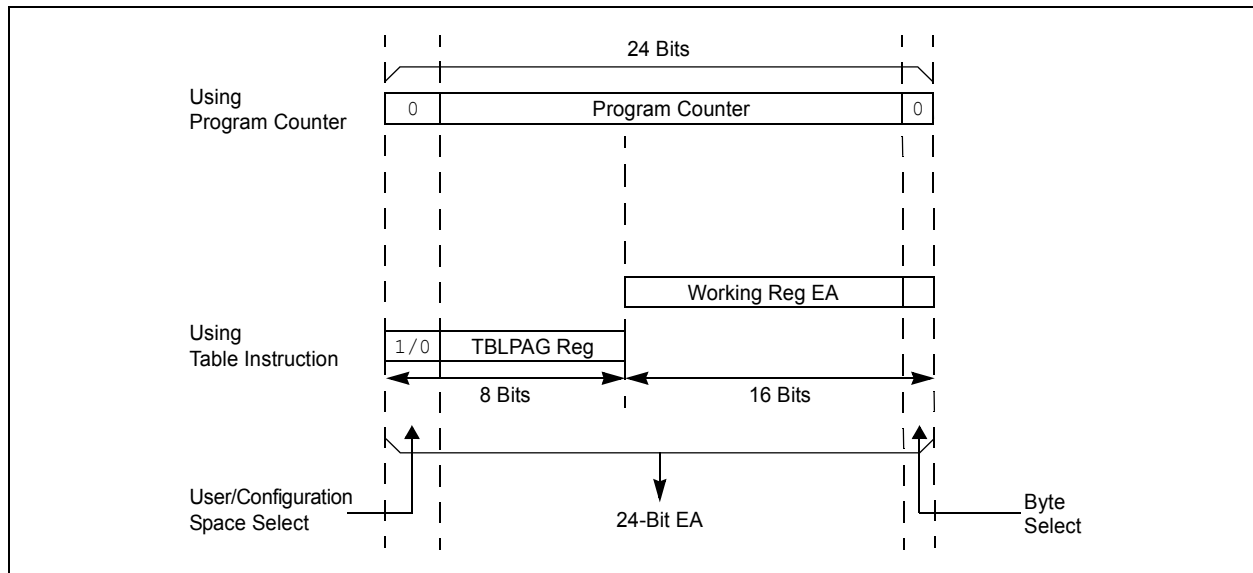 24 Bits
Using
Program Counter
0
Program Counter
0
Working Reg EA
Using
Table Instruction
1/0
TBLPAG Reg
8 Bits
16 Bits
User/Configuration
Space Select
24-Bit EA
Byte
Select